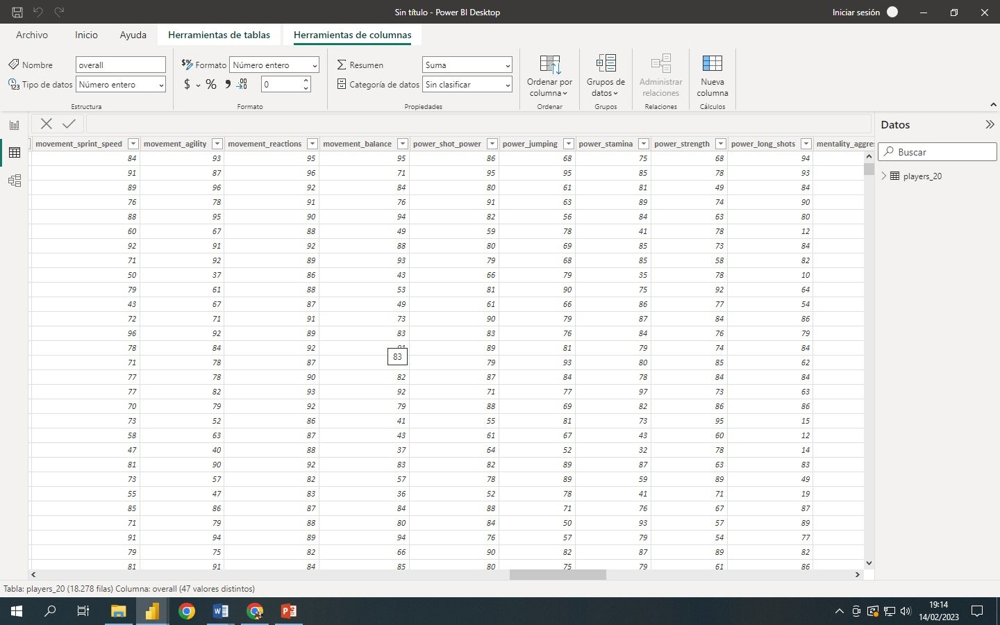 Sin título - Power BI Desktop
Iniciar sesión
Archivo Inicio Ayuda Herramientas de tablas Herramientas de columnas
Nombre overall
Tipo de datos Número entero
Estructura
Formato Número entero
$ % 0
Formato
Resumen Suma
Categoría de datos Sin clasificar
Propiedades
Ordenar por
columna
Ordenar
Grupos de
datos
Grupos
Administrar
relaciones
Relaciones
Nueva
columna
Cálculos
movement_sprint_speed movement_agility movement_reactions movement_balance power_shot_power power_jumping power_stamina power_strength power_long_shots mentality_aggre
84 93 95 95 86 68 75 68 94
91 87 96 71 95 95 85 78 93
89 96 92 84 80 61 81 49 84
76 78 91 76 91 63 89 74 90
88 95 90 94 82 56 84 63 80
60 67 88 49 59 78 41 78 12
92 91 92 88 80 69 85 73 84
71 92 89 93 79 68 85 58 82
50 37 86 43 66 79 35 78 10
79 61 88 53 81 90 75 92 64
43 67 87 49 61 66 86 77 54
72 71 91 73 90 79 87 84 86
96 92 89 83 83 76 84 76 79
78 84 92 91 89 81 79 74 84
83
71 78 87 79 93 80 85 62
77 78 90 82 87 84 78 84 84
77 82 93 92 71 77 97 73 63
70 79 92 79 88 69 82 86 86
73 52 86 41 55 81 73 95 15
58 63 87 43 61 67 43 60 12
47 40 88 37 64 52 32 78 14
81 90 92 83 82 89 87 63 83
73 57 82 57 78 89 59 89 49
55 47 83 36 52 78 41 71 19
85 86 87 84 88 71 76 67 87
71 79 88 80 84 50 93 57 89
91 94 89 94 76 57 79 54 77
79 75 82 66 90 82 87 89 82
81 91 84 85 80 75 79 61 86
Datos
Buscar
players_20
Tabla: players_20 (18.278 filas) Columna: overall (47 valores distintos)
19:14
14/02/2023